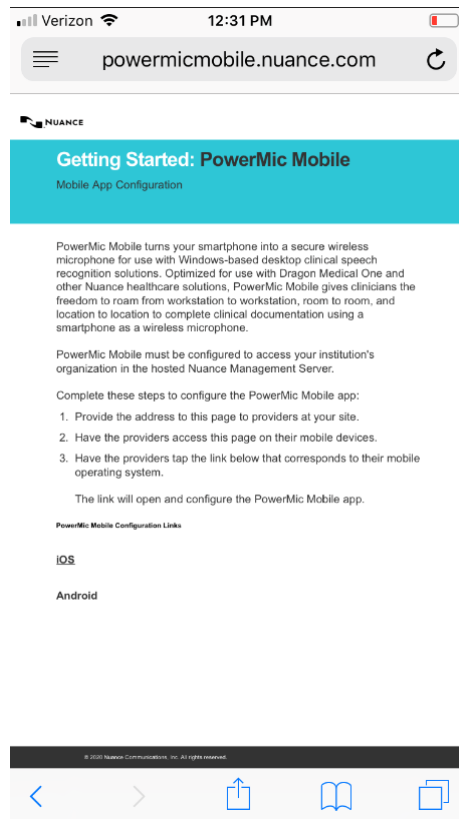 Verizon 12:31 PM
powermicmobile.nuance.com
NUANCE
Getting Started: PowerMic Mobile
Mobile App Configuration
PowerMic Mobile turns your smartphone into a secure wireless
microphone for use with Windows-based desktop clinical speech
recognition solutions. Optimized for use with Dragon Medical One and
other Nuance healthcare solutions, PowerMic Mobile gives clinicians the
freedom to roam from workstation to workstation, room to room, and
location to location to complete clinical documentation using a
smartphone as a wireless microphone.
PowerMic Mobile must be configured to access your institution's
organization in the hosted Nuance Management Server.
Complete these steps to configure the PowerMic Mobile app:
1. Provide the address to this page to providers at your site.
2. Have the providers access this page on their mobile devices.
3. Have the providers tap the link below that corresponds to their mobile
operating system.
The link will open and configure the PowerMic Mobile app.
PowerMic Mobile Configuration Links
iOS
Android
© 2020 Nuance Communications, Inc. All rights reserved.